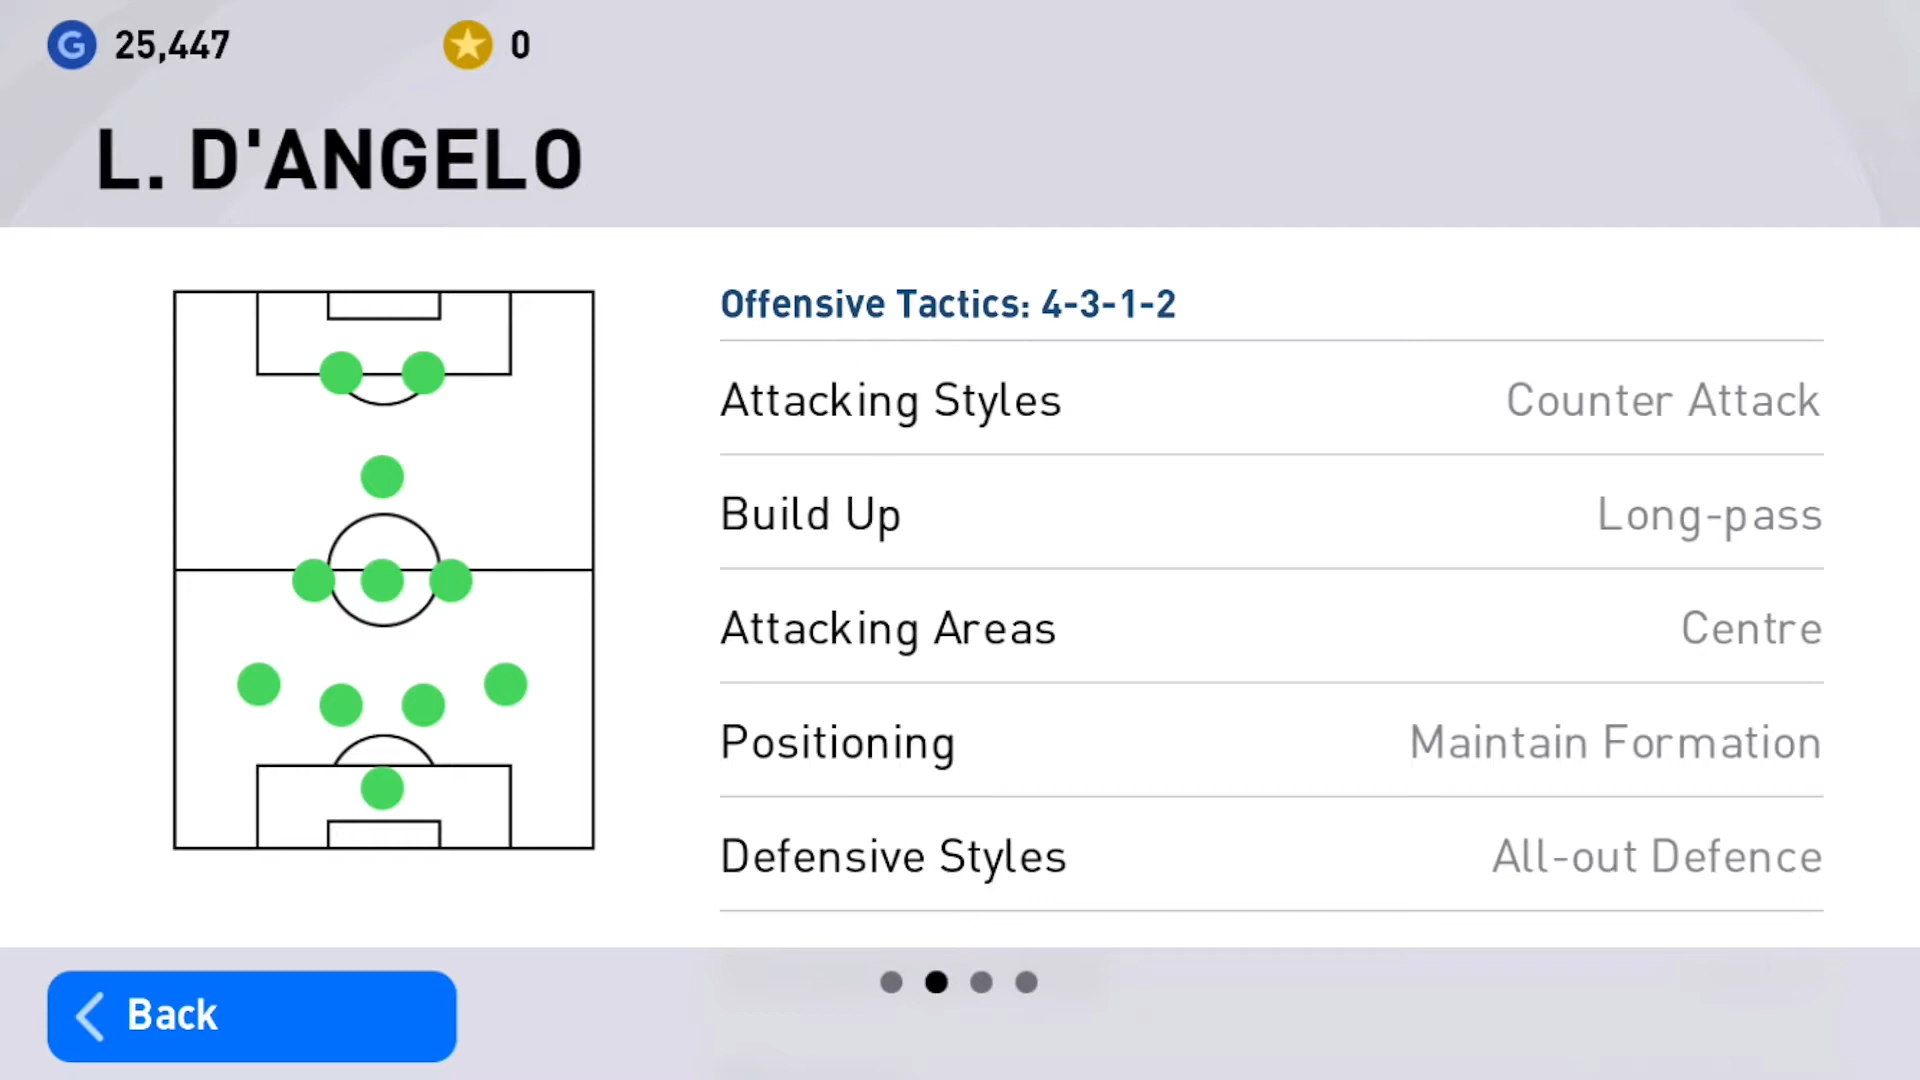 G 25,447 0
L. D'ANGELO
Offensive Tactics: 4-3-1-2
Attacking Styles Counter Attack
Build Up Long-pass
Attacking Areas Centre
Positioning Maintain Formation
Defensive Styles All-out Defence
Back